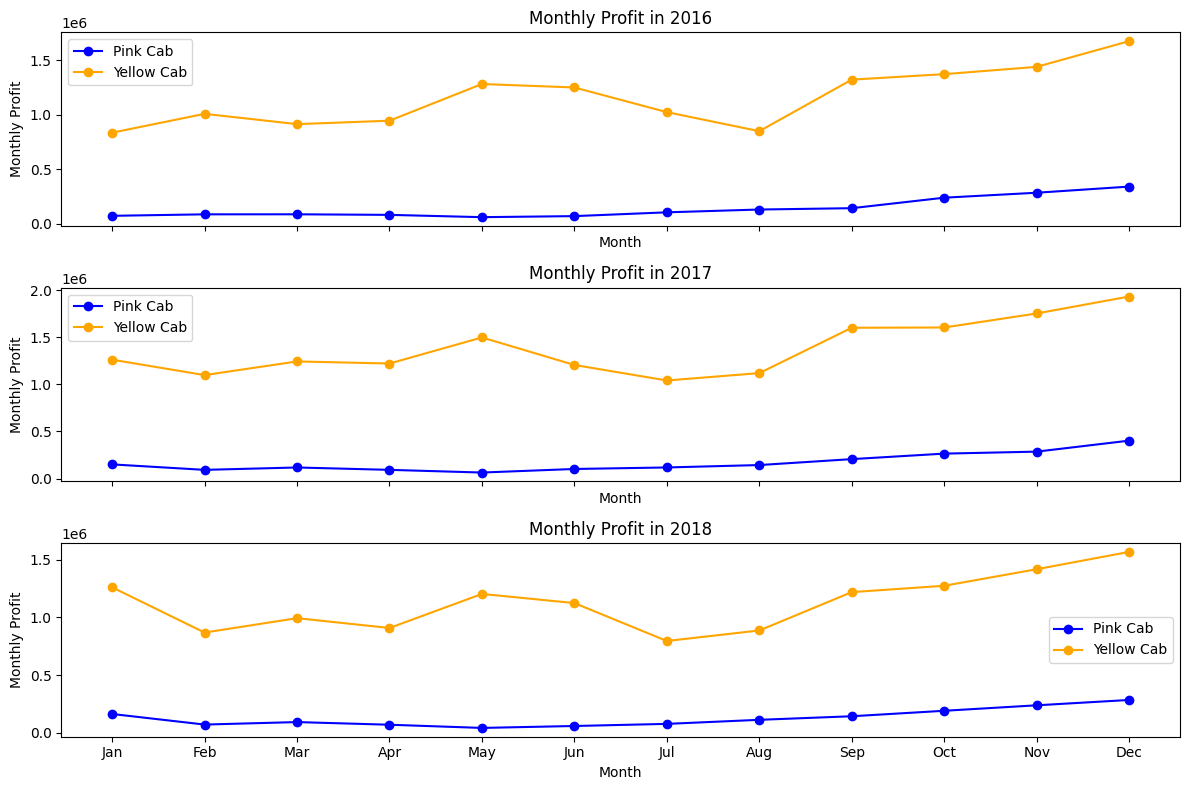 Monthly Profit in 2016
1e6
Pink Cab
Yellow Cab
1.5
1.0
0.5
0.0
Monthly Profit
Month
Monthly Profit in 2017
1e6
Pink Cab
Yellow Cab
2.0
1.5
1.0
0.5
0.0
Monthly Profit
Month
Monthly Profit in 2018
1e6
1.5
1.0
0.5
0.0
Monthly Profit
Pink Cab
Yellow Cab
Jan Feb Mar Apr May Jun Jul Aug Sep Oct Nov Dec
Month